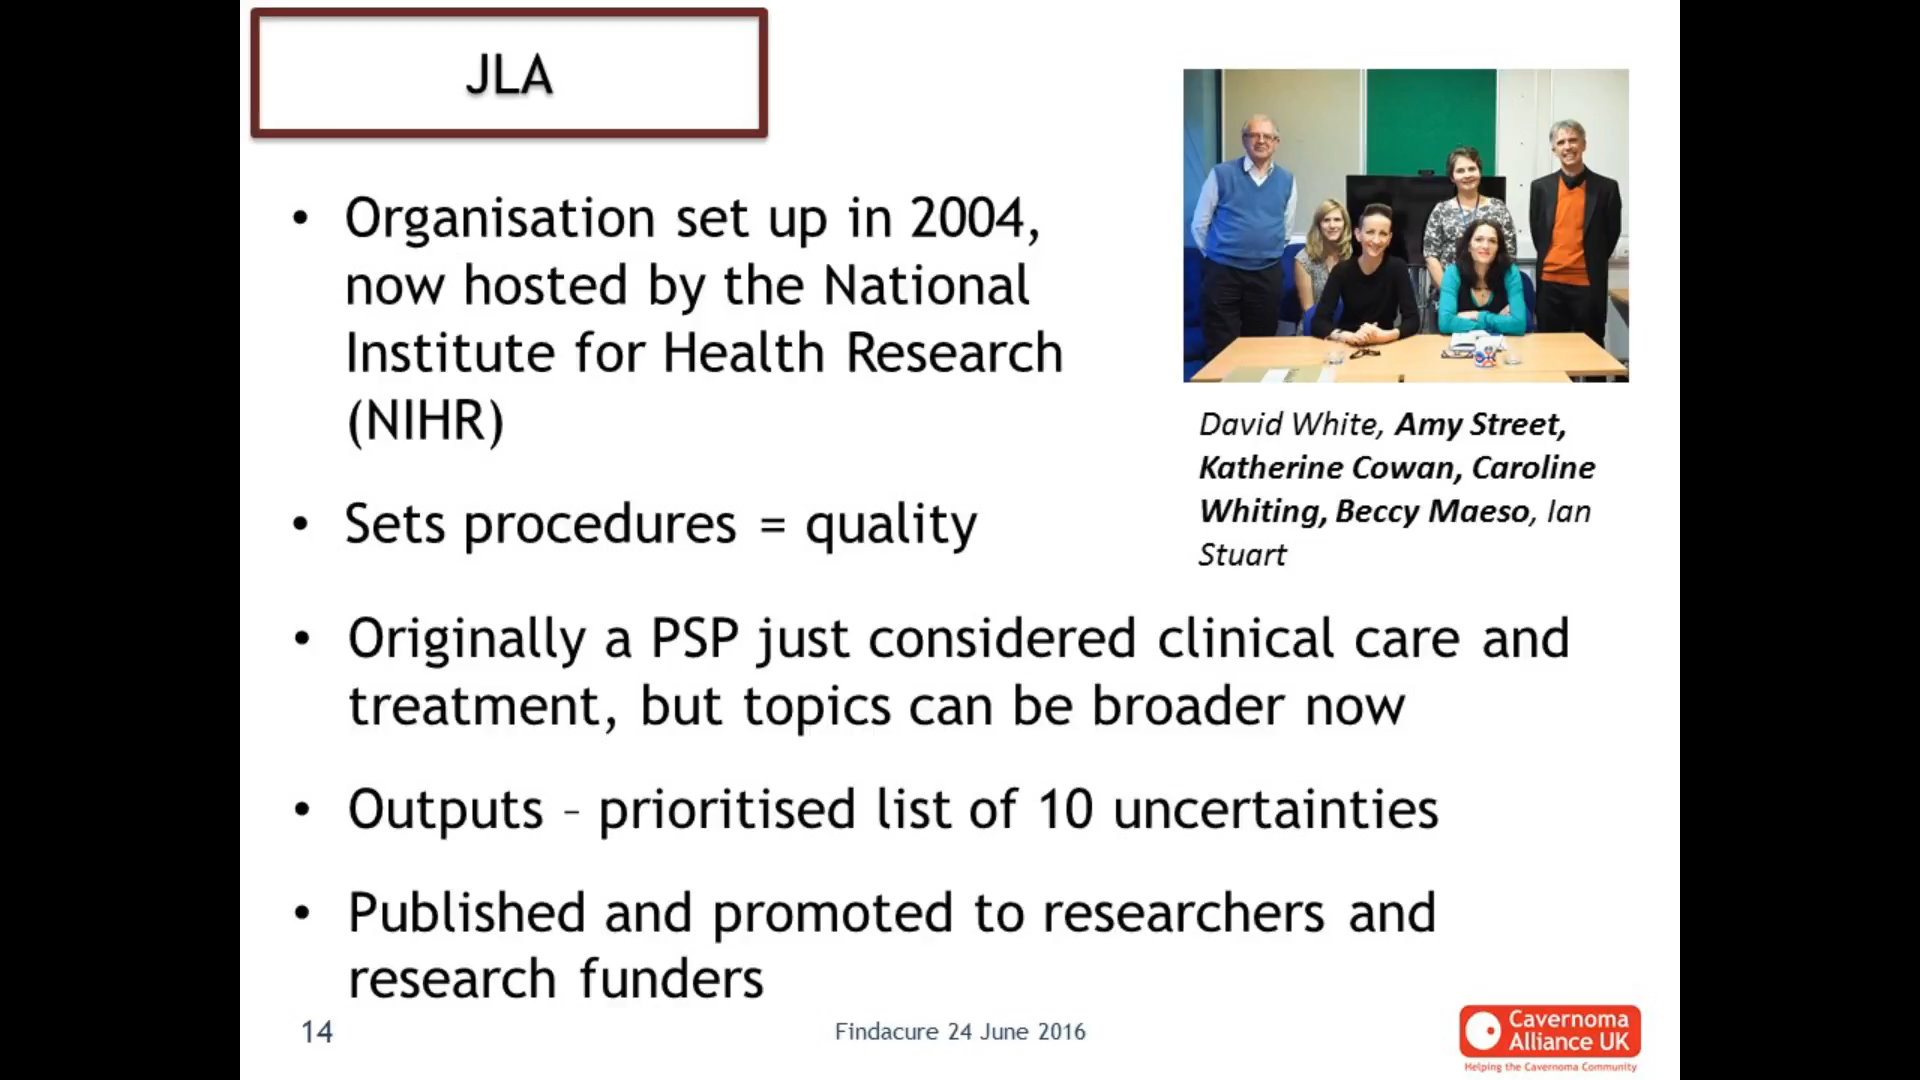 JLA
• Organisation set up in 2004,
now hosted by the National
Institute for Health Research
(NIHR)
• Sets procedures = quality
David White, Amy Street,
Katherine Cowan, Caroline
Whiting, Beccy Maeso, Ian
Stuart
• Originally a PSP just considered clinical care and
treatment, but topics can be broader now
• Outputs – prioritised list of 10 uncertainties
• Published and promoted to researchers and
research funders
14
Findacure 24 June 2016
Cavernoma
Alliance UK
Helping the Cavernoma Community